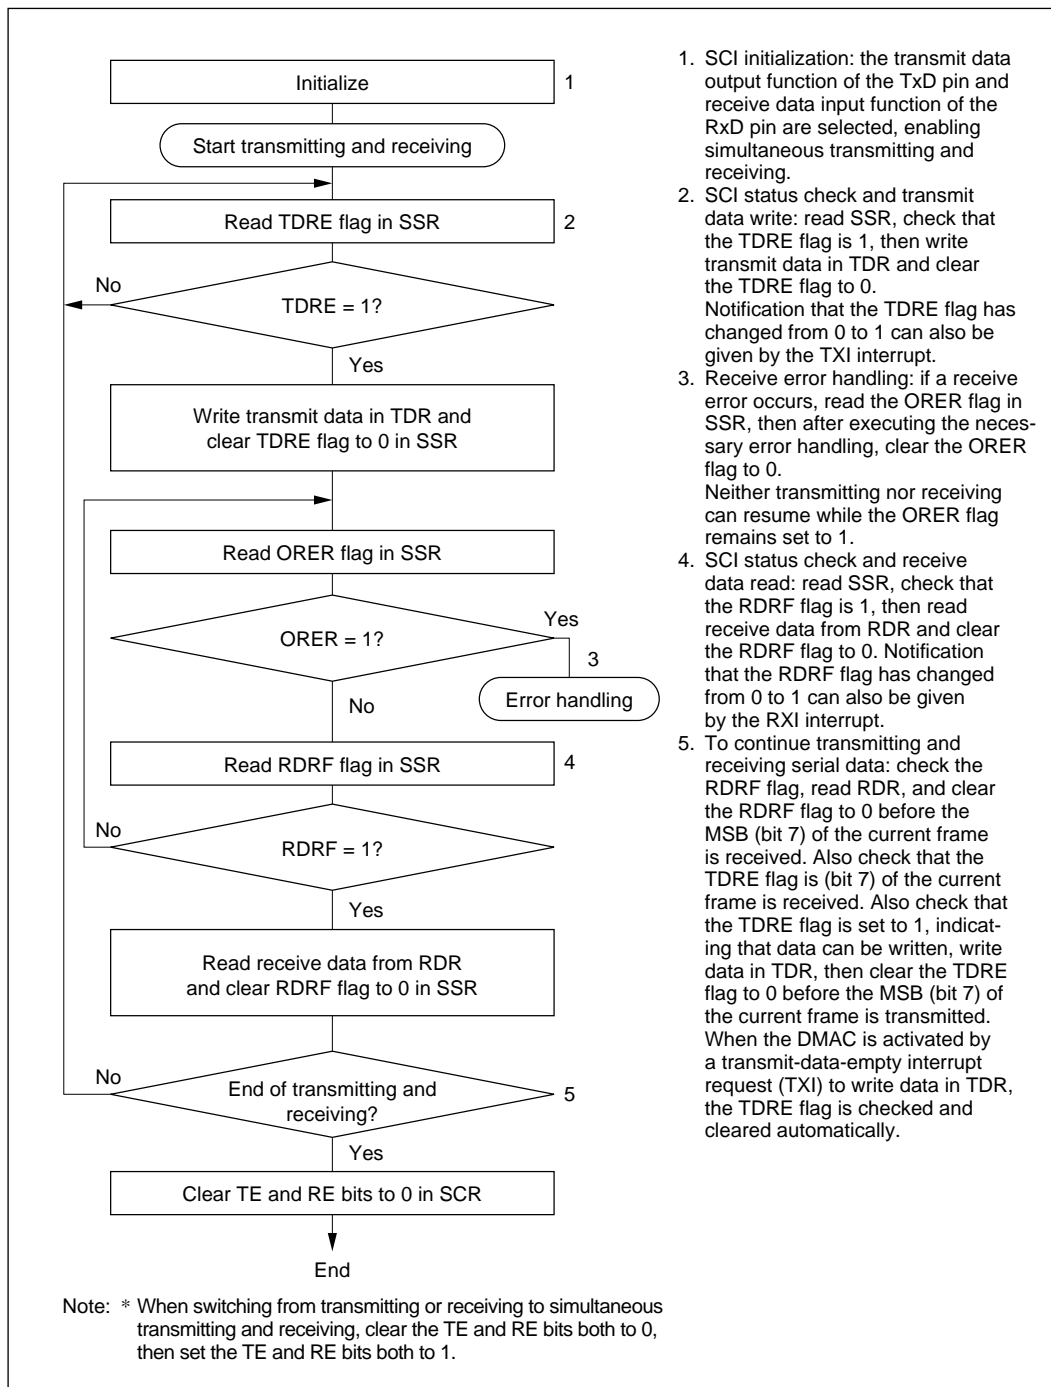 Initialize
1
Start transmitting and receiving
Read TDRE flag in SSR
2
No
TDRE = 1?
Yes
Write transmit data in TDR and
clear TDRE flag to 0 in SSR
Read ORER flag in SSR
Yes
ORER = 1?
3
Error handling
No
Read RDRF flag in SSR
4
No
RDRF = 1?
Yes
Read receive data from RDR
and clear RDRF flag to 0 in SSR
No
End of transmitting and
receiving?
5
Yes
Clear TE and RE bits to 0 in SCR
End
1. SCI initialization: the transmit data
output function of the TxD pin and
receive data input function of the
RxD pin are selected, enabling
simultaneous transmitting and
receiving.
2. SCI status check and transmit
data write: read SSR, check that
the TDRE flag is 1, then write
transmit data in TDR and clear
the TDRE flag to 0.
Notification that the TDRE flag has
changed from 0 to 1 can also be
given by the TXI interrupt.
3. Receive error handling: if a receive
error occurs, read the ORER flag in
SSR, then after executing the neces-
sary error handling, clear the ORER
flag to 0.
Neither transmitting nor receiving
can resume while the ORER flag
remains set to 1.
4. SCI status check and receive
data read: read SSR, check that
the RDRF flag is 1, then read
receive data from RDR and clear
the RDRF flag to 0. Notification
that the RDRF flag has changed
from 0 to 1 can also be given
by the RXI interrupt.
5. To continue transmitting and
receiving serial data: check the
RDRF flag, read RDR, and clear
the RDRF flag to 0 before the
MSB (bit 7) of the current frame
is received. Also check that the
TDRE flag is (bit 7) of the current
frame is received. Also check that
the TDRE flag is set to 1, indicat-
ing that data can be written, write
data in TDR, then clear the TDRE
flag to 0 before the MSB (bit 7) of
the current frame is transmitted.
When the DMAC is activated by
a transmit-data-empty interrupt
request (TXI) to write data in TDR,
the TDRE flag is checked and
cleared automatically.
Note: * When switching from transmitting or receiving to simultaneous
transmitting and receiving, clear the TE and RE bits both to 0,
then set the TE and RE bits both to 1.